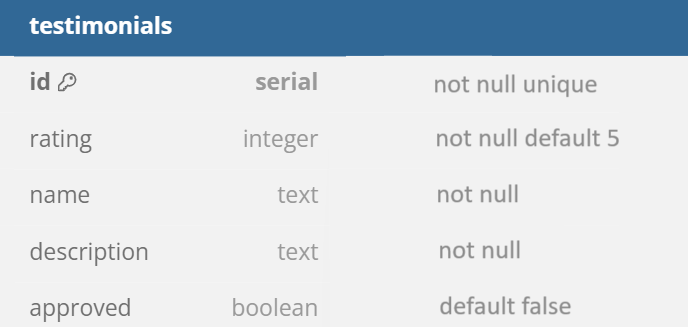 testimonials
id serial not null unique
rating integer not null default 5
name text not null
description text not null
approved boolean default false